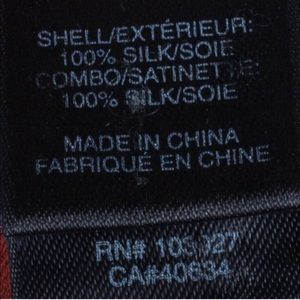 SHELL/EXTÉRIEUR:
100% SILK/SOIE
COMBO/SATINETTE:
100% SILK/SOIE
MADE IN CHINA
FABRIQUÉ EN CHINE
RN#
CA#40634